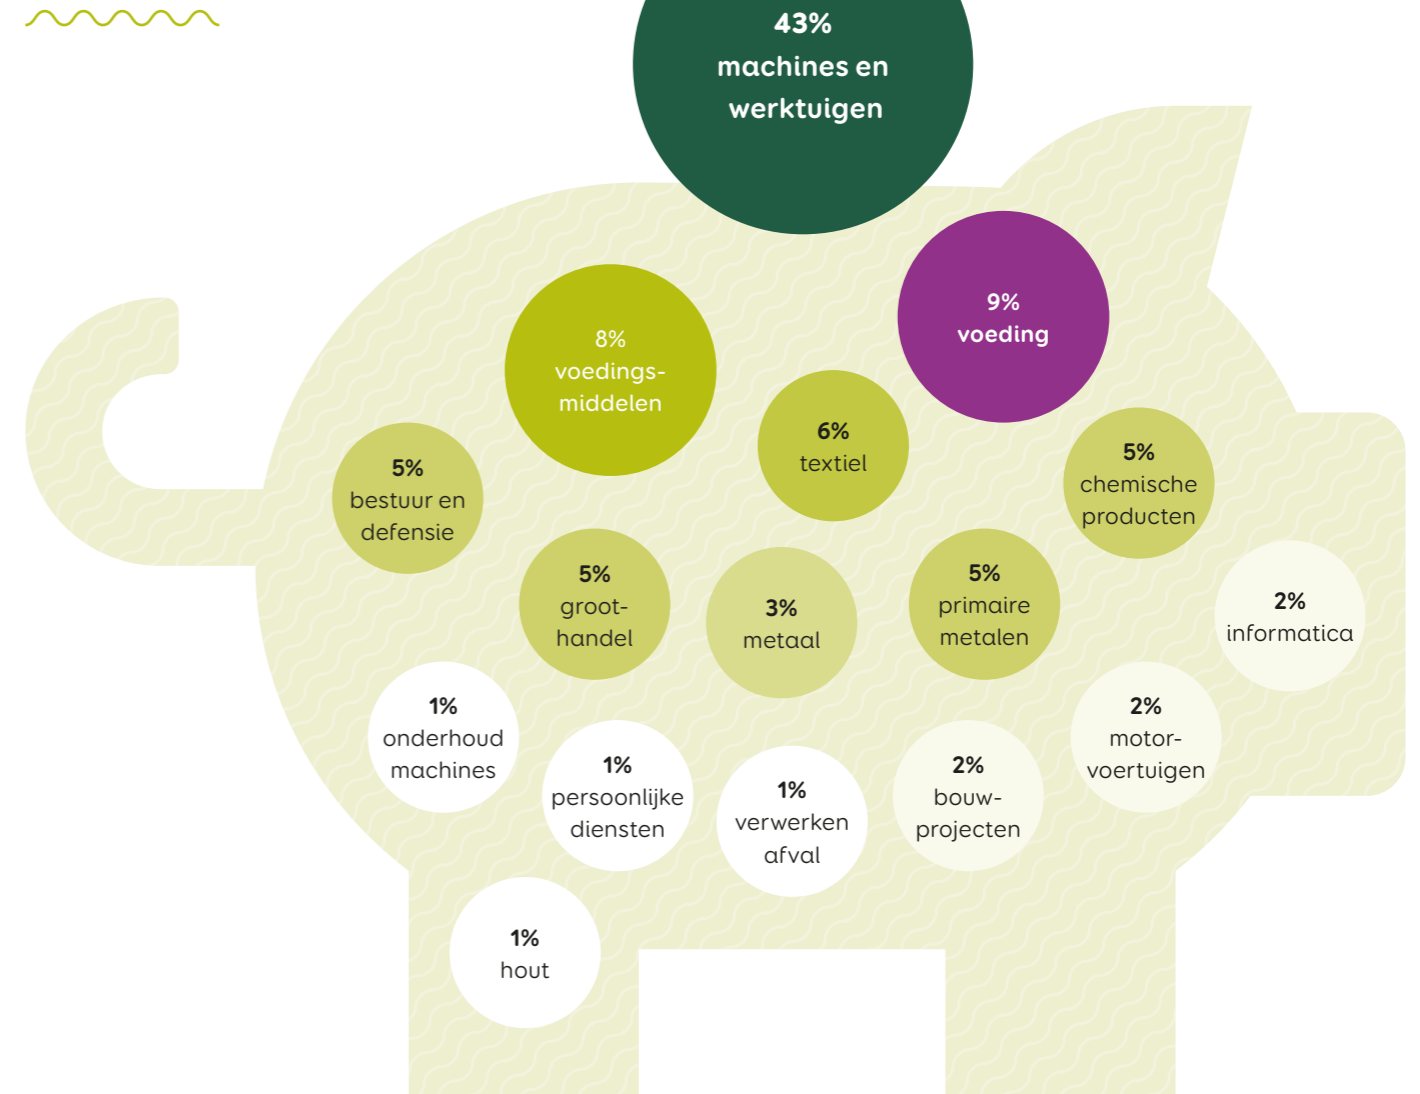 43%
machines en
werktuigen
9%
voeding
8%
voedings-
middelen
6%
textiel
5%
chemische
producten
5%
bestuur en
defensie
5%
groot-
handel
3%
metaal
5%
primaire
metalen
2%
informatica
1%
onderhoud
machines
1%
persoonlijke
diensten
1%
verwerken
afval
2%
bouw-
projecten
2%
motor-
voertuigen
1%
hout